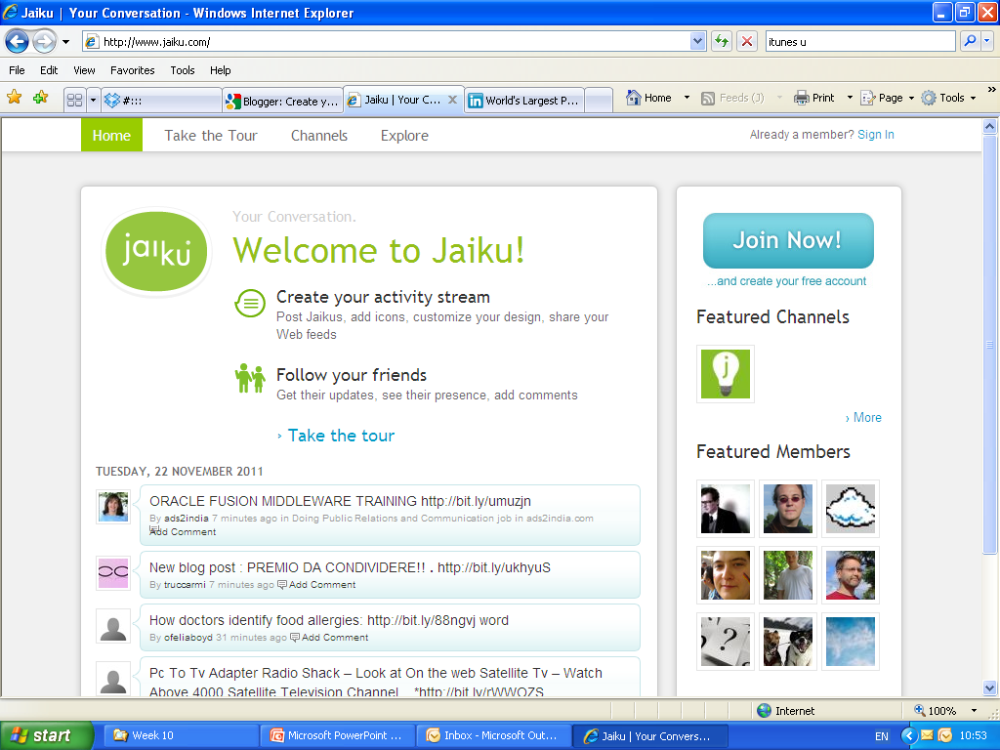 Jaiku | Your Conversation - Windows Internet Explorer
http://www.jaiku.com/
itunes u
File Edit View Favorites Tools Help
#:::
Blogger: Create y...
Jaiku | Your C...
World's Largest P...
Home
Feeds (J)
Print
Page
Tools
Home Take the Tour Channels Explore
Already a member? Sign In
jaiku
Your Conversation.
Welcome to Jaiku!
Create your activity stream
Post Jaikus, add icons, customize your design, share your
Web feeds
Follow your friends
Get their updates, see their presence, add comments
› Take the tour
TUESDAY, 22 NOVEMBER 2011
ORACLE FUSION MIDDLEWARE TRAINING http://bit.ly/umuzjn
By ads2india 7 minutes ago in Doing Public Relations and Communication job in ads2india.com
Add Comment
New blog post : PREMIO DA CONDIVIDERE!! . http://bit.ly/ukhyuS
By truccarmi 7 minutes ago Add Comment
How doctors identify food allergies: http://bit.ly/88ngvj word
By ofeliaboyd 31 minutes ago Add Comment
Pc To Tv Adapter Radio Shack – Look at On the web Satellite Tv – Watch
Above 4000 Satellite Television Channel... *http://bit.ly/rWWOZS
Join Now!
...and create your free account
Featured Channels
j
› More
Featured Members
?
Internet
100%
start
Week 10
Microsoft PowerPoint ...
Inbox - Microsoft Out...
Jaiku | Your Convers...
EN
10:53